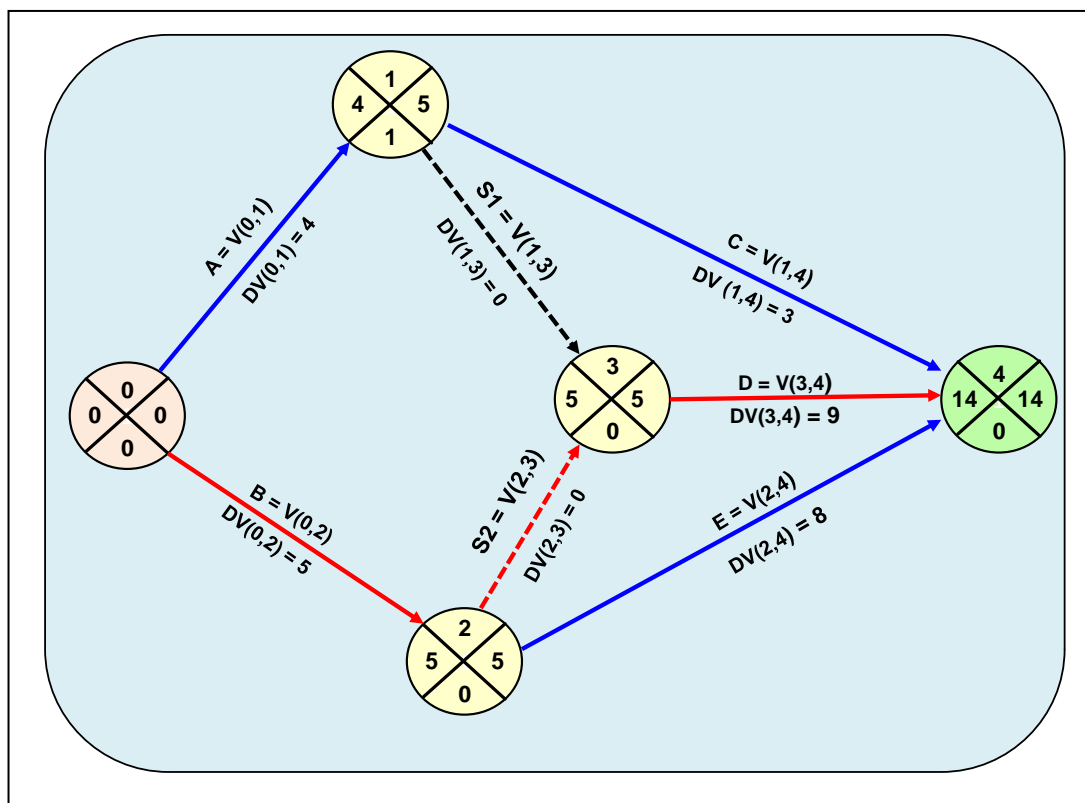 1
4 5
1
A = V(0,1)
DV(0,1) = 4
S1 = V(1,3)
DV(1,3) = 0
C = V(1,4)
DV (1,4) = 3
0
0 0
0
3
5 5
0
D = V(3,4)
DV(3,4) = 9
4
14 14
0
B = V(0,2)
DV(0,2) = 5
S2 = V(2,3)
DV(2,3) = 0
E = V(2,4)
DV(2,4) = 8
2
5 5
0